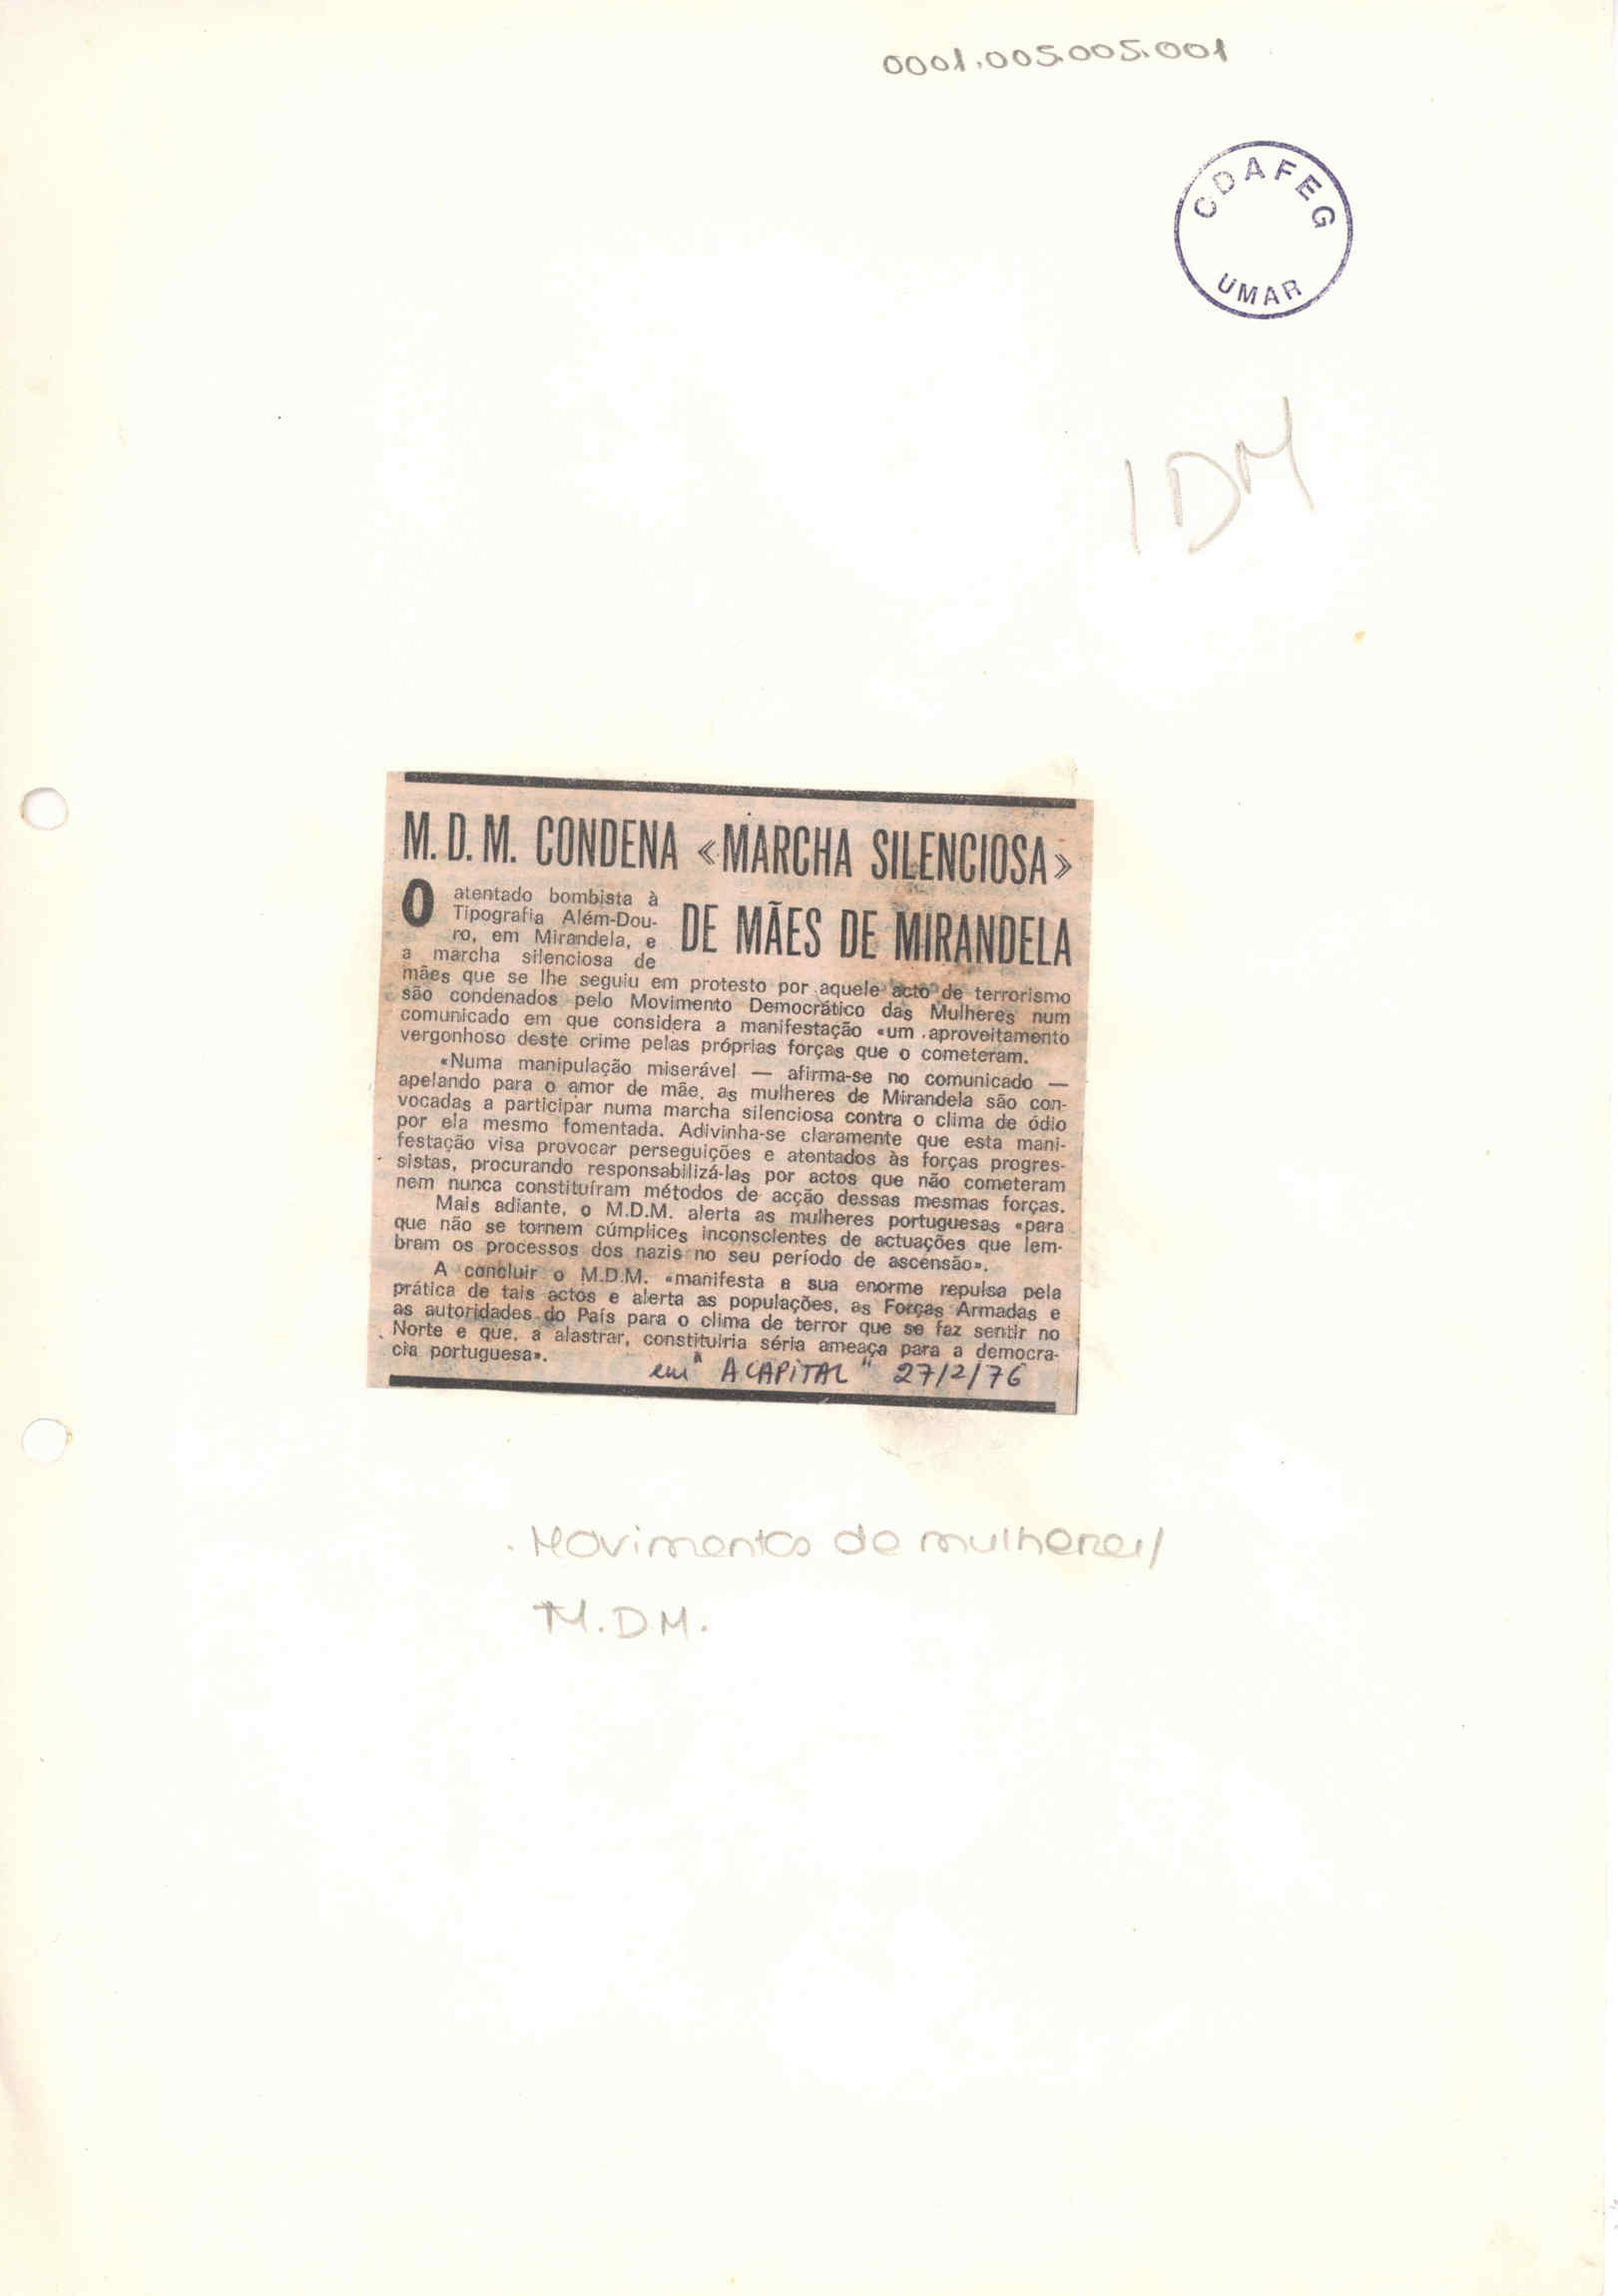 0001.005.005.001
CDAFEG
UMAR
IDM
M. D. M. CONDENA «MARCHA SILENCIOSA»
DE MÃES DE MIRANDELA
O atentado bombista à
Tipografia Além-Dou-
ro, em Mirandela, e
a marcha silenciosa de
mães que se lhe seguiu em protesto por aquele acto de terrorismo
são condenados pelo Movimento Democrático das Mulheres num
comunicado em que considera a manifestação «um aproveitamento
vergonhoso deste crime pelas próprias forças que o cometeram.
«Numa manipulação miserável — afirma-se no comunicado —
apelando para o amor de mãe, as mulheres de Mirandela são con-
vocadas a participar numa marcha silenciosa contra o clima de ódio
por ela mesmo fomentada. Adivinha-se claramente que esta mani-
festação visa provocar perseguições e atentados às forças progres-
sistas, procurando responsabilizá-las por actos que não cometeram
nem nunca constituíram métodos de acção dessas mesmas forças.
Mais adiante, o M.D.M. alerta as mulheres portuguesas «para
que não se tornem cúmplices inconscientes de actuações que lem-
bram os processos dos nazis no seu período de ascensão».
A concluir o M.D.M. «manifesta a sua enorme repulsa pela
prática de tais actos e alerta as populações, as Forças Armadas e
as autoridades do País para o clima de terror que se faz sentir no
Norte e que, a alastrar, constituiria séria ameaça para a democra-
cia portuguesa».
em "A CAPITAL" 27/2/76
Movimentos de mulheres/
M.D.M.